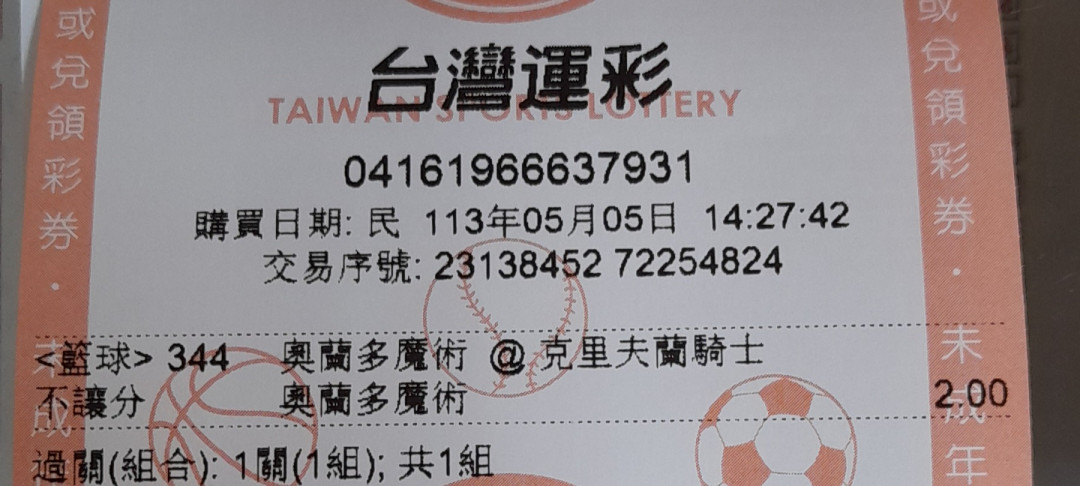 台灣運彩
TAIWAN SPORTS LOTTERY
04161966637931
購買日期: 民 113年05月05日 14:27:42
交易序號: 23138452 72254824
<籃球> 344 奧蘭多魔術 @ 克里夫蘭騎士
不讓分 奧蘭多魔術 2.00
過關(組合): 1關(1組); 共1組
或兌領彩券．未成
或兌領彩券．未成年